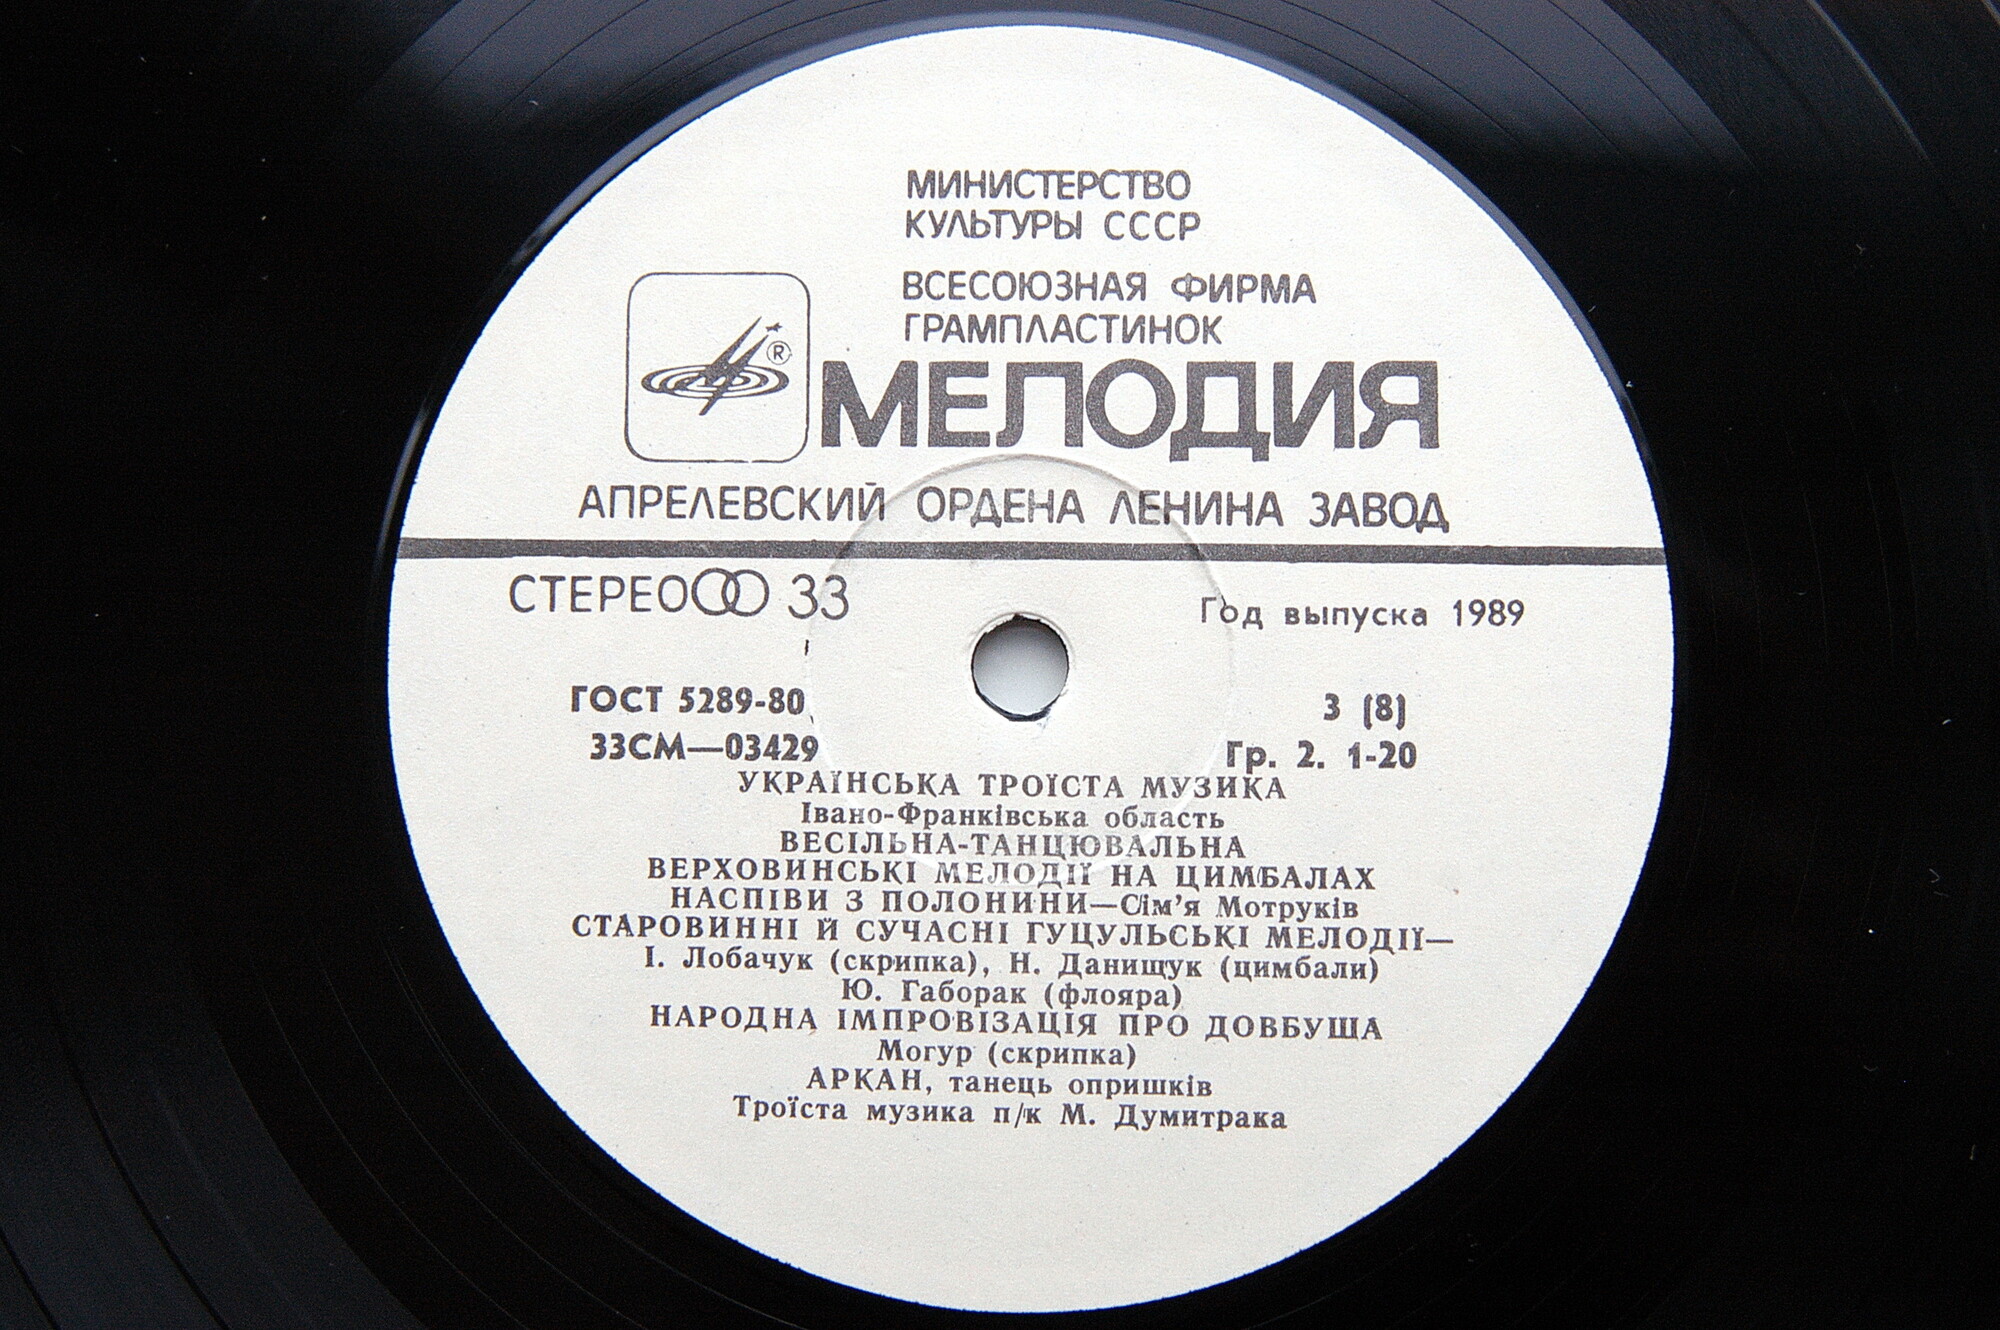 МИНИСТЕРСТВО
КУЛЬТУРЫ СССР
ВСЕСОЮЗНАЯ ФИРМА
ГРАМПЛАСТИНОК
®
МЕЛОДИЯ
АПРЕЛЕВСКИЙ ОРДЕНА ЛЕНИНА ЗАВОД
СТЕРЕО 33
Год выпуска 1989
ГОСТ 5289-80
3 (8)
33СМ—03429
Гр. 2. 1-20
УКРАЇНСЬКА ТРОЇСТА МУЗИКА
Івано-Франківська область
ВЕСІЛЬНА-ТАНЦЮВАЛЬНА
ВЕРХОВИНСЬКІ МЕЛОДІЇ НА ЦИМБАЛАХ
НАСПІВИ З ПОЛОНИНИ—Сім’я Мотруків
СТАРОВИННІ Й СУЧАСНІ ГУЦУЛЬСЬКІ МЕЛОДІЇ—
І. Лобачук (скрипка), Н. Данищук (цимбали)
Ю. Габорак (флояра)
НАРОДНА ІМПРОВІЗАЦІЯ ПРО ДОВБУША
Могур (скрипка)
АРКАН, танець опришків
Троїста музика п/к М. Думитрака